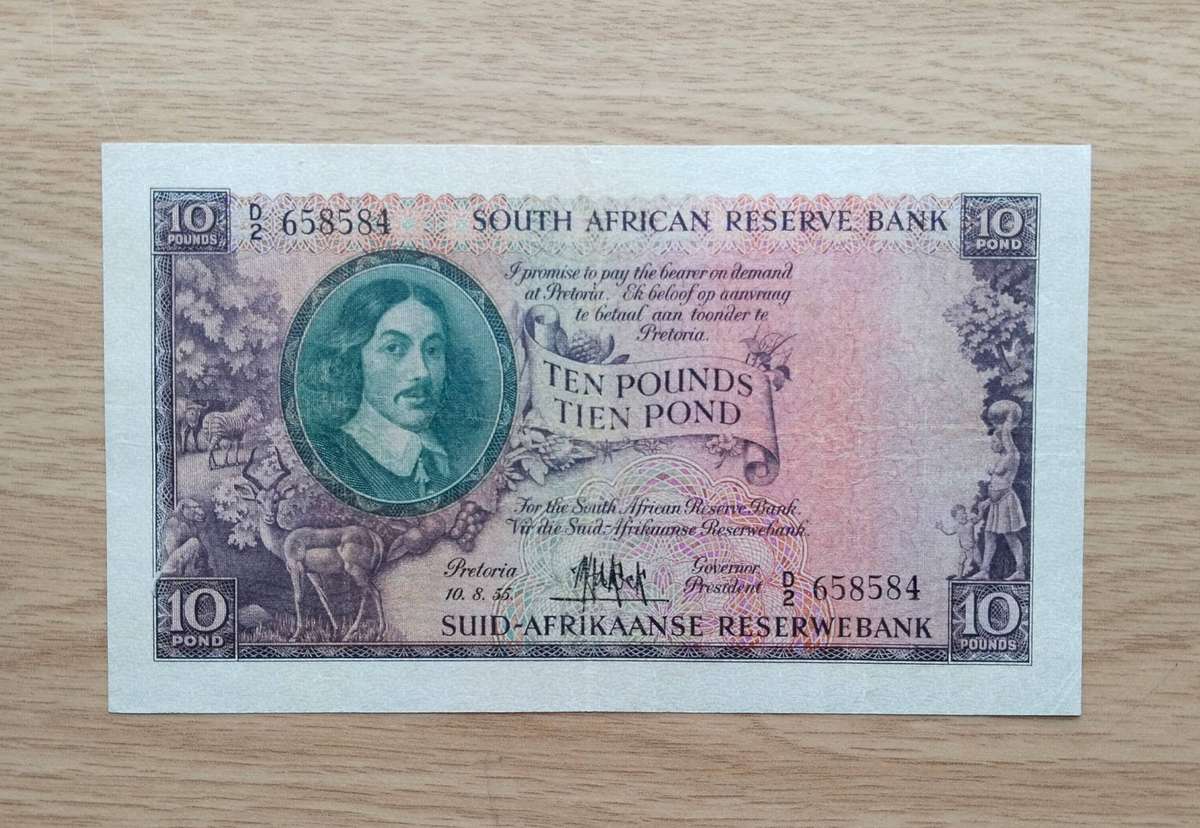 10 POUNDS
D/2 658584
SOUTH AFRICAN RESERVE BANK
10 POND
I promise to pay the bearer on demand
at Pretoria. Ek beloof op aanvraag
te betaal aan toonder te
Pretoria.
TEN POUNDS
TIEN POND
For the South African Reserve Bank.
Vir die Suid-Afrikaanse Reserwebank.
Pretoria
10. 8. 55.
Governor
President
D/2 658584
10 POND
SUID-AFRIKAANSE RESERWEBANK
10 POUNDS